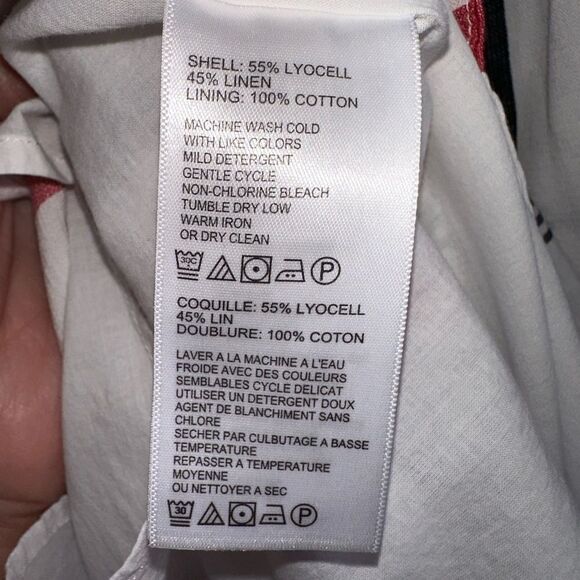 SHELL: 55% LYOCELL
45% LINEN
LINING: 100% COTTON
MACHINE WASH COLD
WITH LIKE COLORS
MILD DETERGENT
GENTLE CYCLE
NON-CHLORINE BLEACH
TUMBLE DRY LOW
WARM IRON
OR DRY CLEAN
30C P
COQUILLE: 55% LYOCELL
45% LIN
DOUBLURE: 100% COTON
LAVER A LA MACHINE A L'EAU
FROIDE AVEC DES COULEURS
SEMBLABLES CYCLE DELICAT
UTILISER UN DETERGENT DOUX
AGENT DE BLANCHIMENT SANS
CHLORE
SECHER PAR CULBUTAGE A BASSE
TEMPERATURE
REPASSER A TEMPERATURE
MOYENNE
OU NETTOYER A SEC
30 P